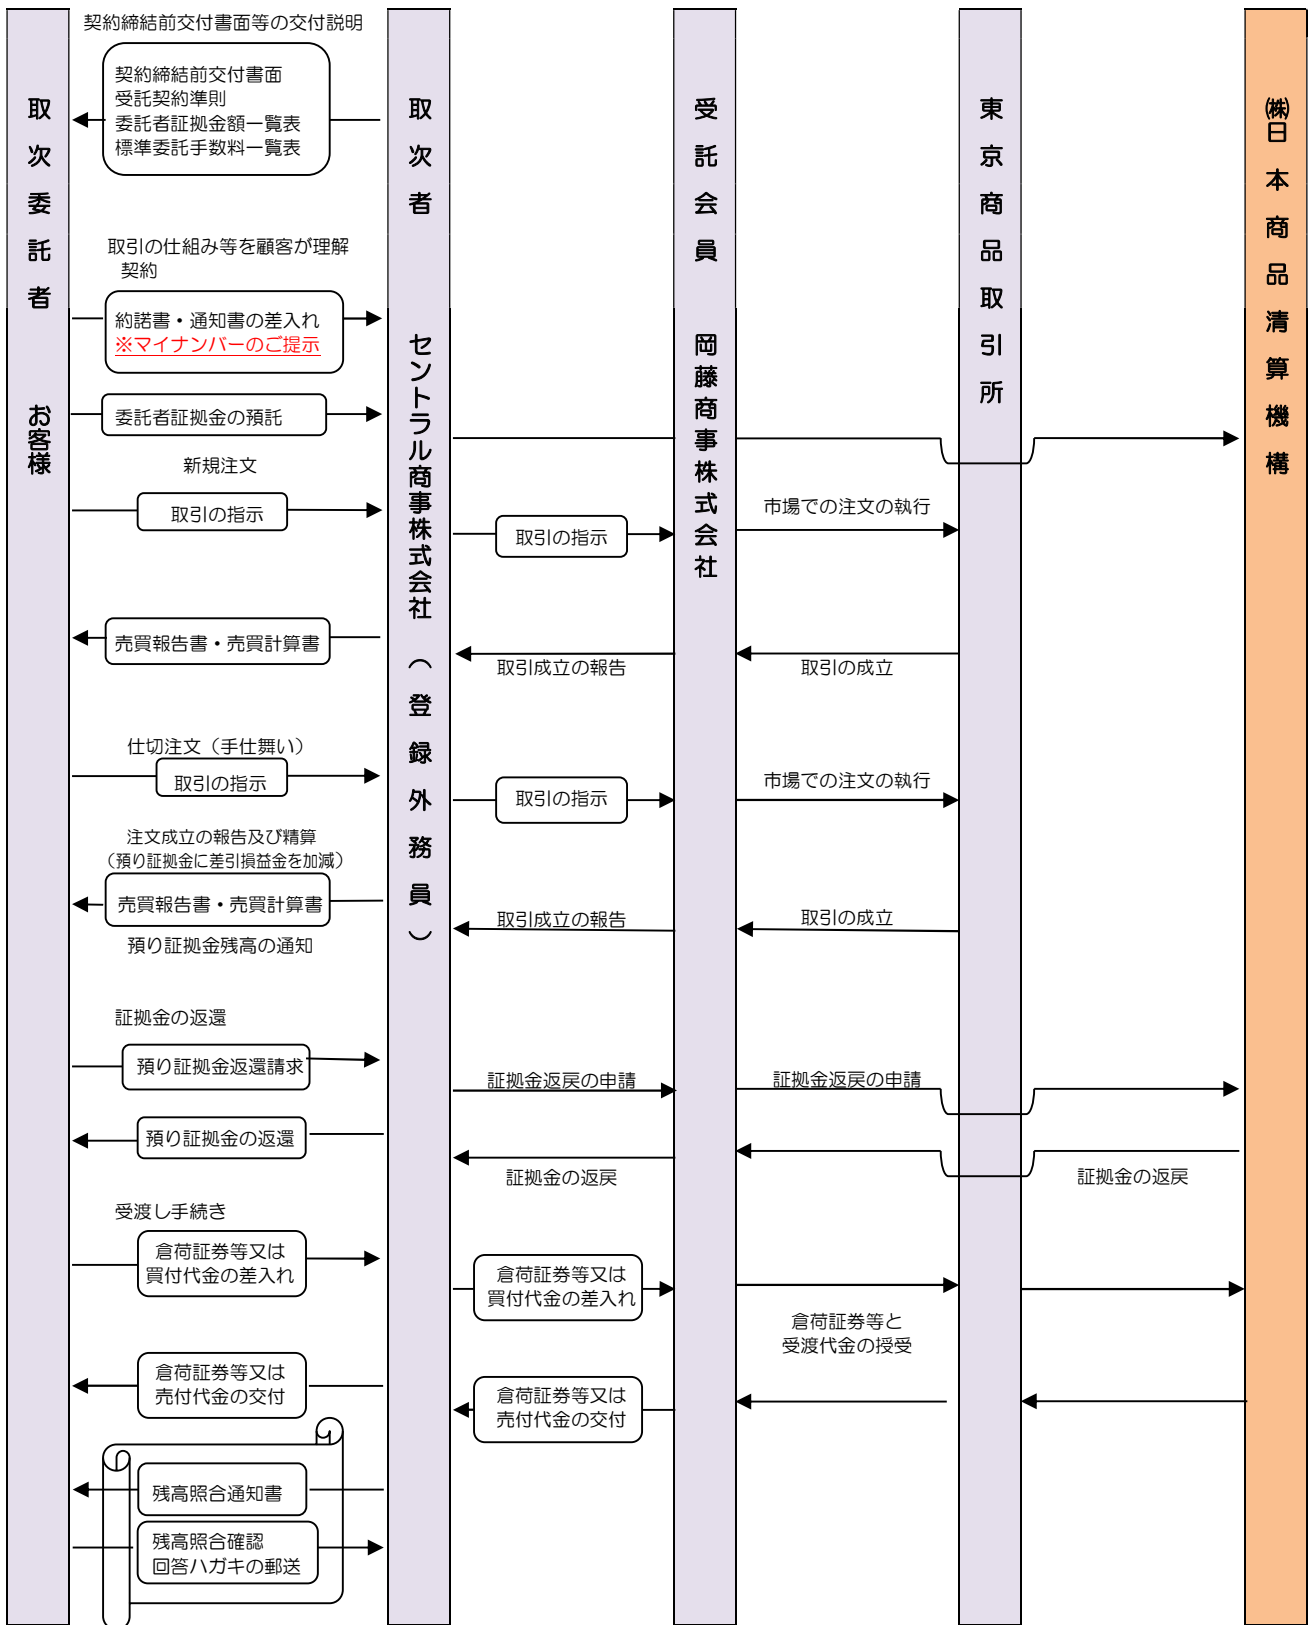 契約締結前交付書面等の交付説明
契約締結前交付書面
受託契約準則
委託者証拠金額一覧表
標準委託手数料一覧表
取次委託者　お客様
取次者　セントラル商事株式会社（登録外務員）
受託会員　岡藤商事株式会社
東京商品取引所
㈱日本商品清算機構
取引の仕組み等を顧客が理解
契約
約諾書・通知書の差入れ
※マイナンバーのご提示
委託者証拠金の預託
新規注文
取引の指示
取引の指示
市場での注文の執行
売買報告書・売買計算書
取引成立の報告
取引の成立
仕切注文（手仕舞い）
取引の指示
取引の指示
市場での注文の執行
注文成立の報告及び精算
（預り証拠金に差引損益金を加減）
売買報告書・売買計算書
取引成立の報告
取引の成立
預り証拠金残高の通知
証拠金の返還
預り証拠金返還請求
証拠金返戻の申請
証拠金返戻の申請
預り証拠金の返還
証拠金の返戻
証拠金の返戻
受渡し手続き
倉荷証券等又は
買付代金の差入れ
倉荷証券等又は
買付代金の差入れ
倉荷証券等と
受渡代金の授受
倉荷証券等又は
売付代金の交付
倉荷証券等又は
売付代金の交付
残高照合通知書
残高照合確認
回答ハガキの郵送